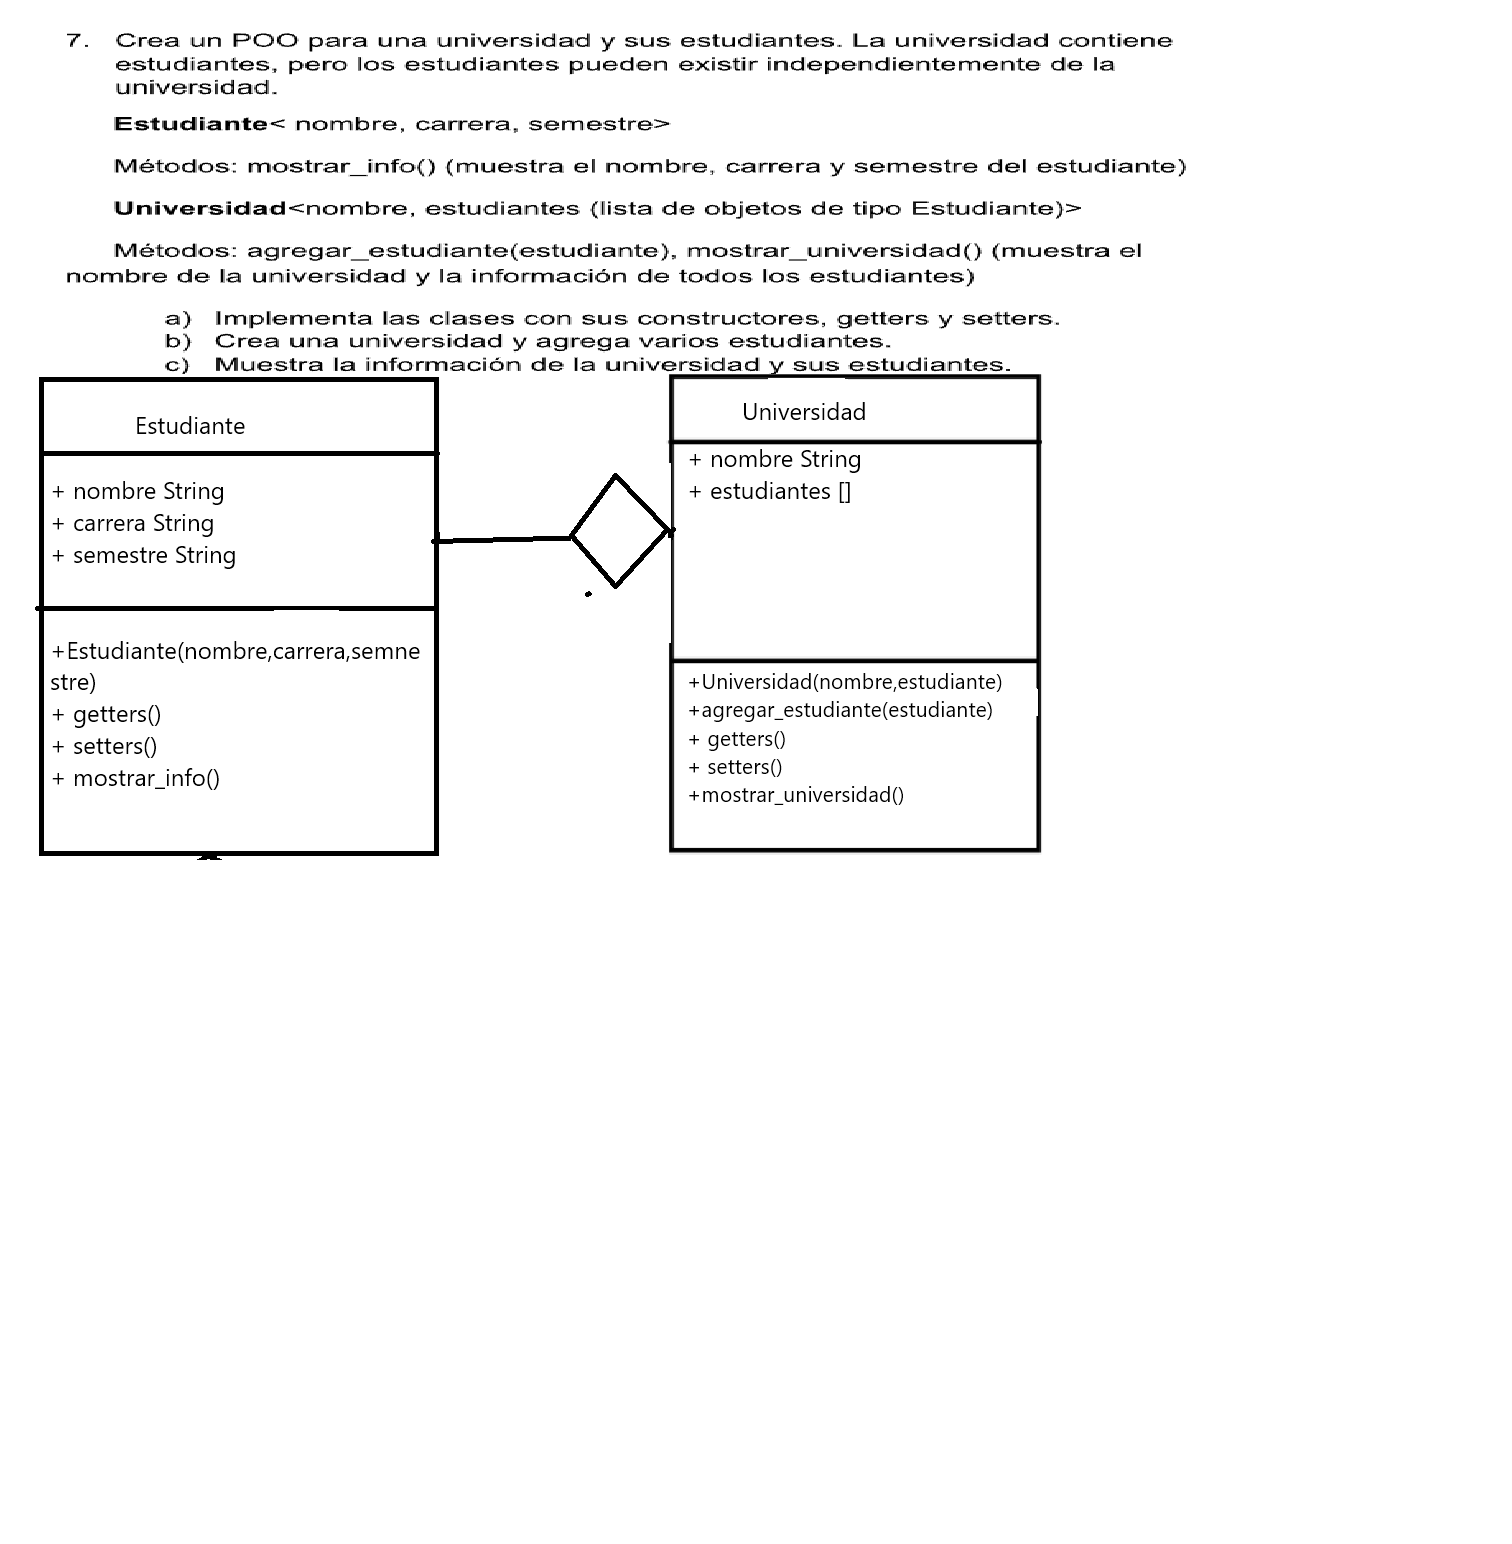 7. Crea un POO para una universidad y sus estudiantes. La universidad contiene
estudiantes, pero los estudiantes pueden existir independientemente de la
universidad.
Estudiante< nombre, carrera, semestre>
Métodos: mostrar_info() (muestra el nombre, carrera y semestre del estudiante)
Universidad<nombre, estudiantes (lista de objetos de tipo Estudiante)>
Métodos: agregar_estudiante(estudiante), mostrar_universidad() (muestra el
nombre de la universidad y la información de todos los estudiantes)
a) Implementa las clases con sus constructores, getters y setters.
b) Crea una universidad y agrega varios estudiantes.
c) Muestra la información de la universidad y sus estudiantes.
Estudiante
+ nombre String
+ carrera String
+ semestre String
+Estudiante(nombre,carrera,semne
stre)
+ getters()
+ setters()
+ mostrar_info()
Universidad
+ nombre String
+ estudiantes []
+Universidad(nombre,estudiante)
+agregar_estudiante(estudiante)
+ getters()
+ setters()
+mostrar_universidad()